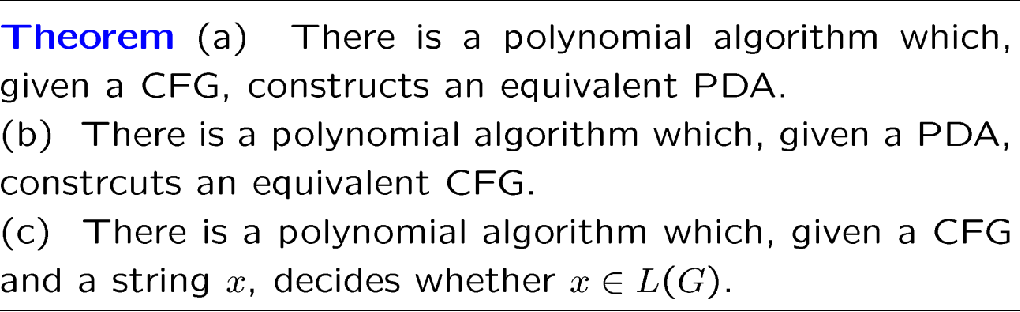 Theorem (a) There is a polynomial algorithm which,
given a CFG, constructs an equivalent PDA.
(b) There is a polynomial algorithm which, given a PDA,
constrcuts an equivalent CFG.
(c) There is a polynomial algorithm which, given a CFG
and a string x, decides whether x ∈ L(G).